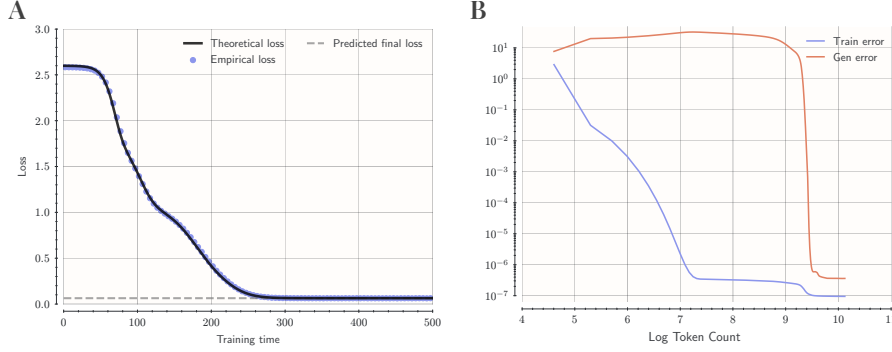 A
3.0
2.5
2.0
1.5
1.0
0.5
0.0
Loss
Theoretical loss
Empirical loss
Predicted final loss
0 100 200 300 400 500
Training time
B
10^1
10^0
10^-1
10^-2
10^-3
10^-4
10^-5
10^-6
10^-7
Train error
Gen error
4 5 6 7 8 9 10 1
Log Token Count